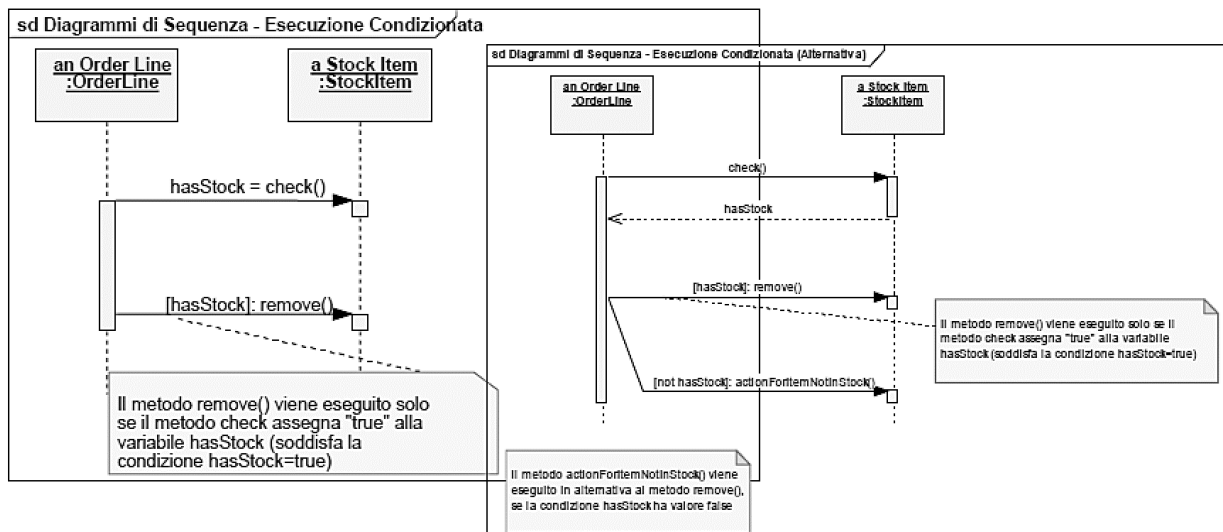 sd Diagrammi di Sequenza - Esecuzione Condizionata
an Order Line
:OrderLine
a Stock Item
:StockItem
hasStock = check()
[hasStock]: remove()
Il metodo remove() viene eseguito solo
se il metodo check assegna "true" alla
variabile hasStock (soddisfa la
condizione hasStock=true)
sd Diagrammi di Sequenza - Esecuzione Condizionata (Alternativa)
an Order Line
:OrderLine
a Stock Item
:StockItem
check()
hasStock
[hasStock]: remove()
Il metodo remove() viene eseguito solo se il
metodo check assegna "true" alla variabile
hasStock (soddisfa la condizione hasStock=true)
[not hasStock]: actionForItemNotInStock()
Il metodo actionForItemNotInStock() viene
eseguito in alternativa al metodo remove(),
se la condizione hasStock ha valore false